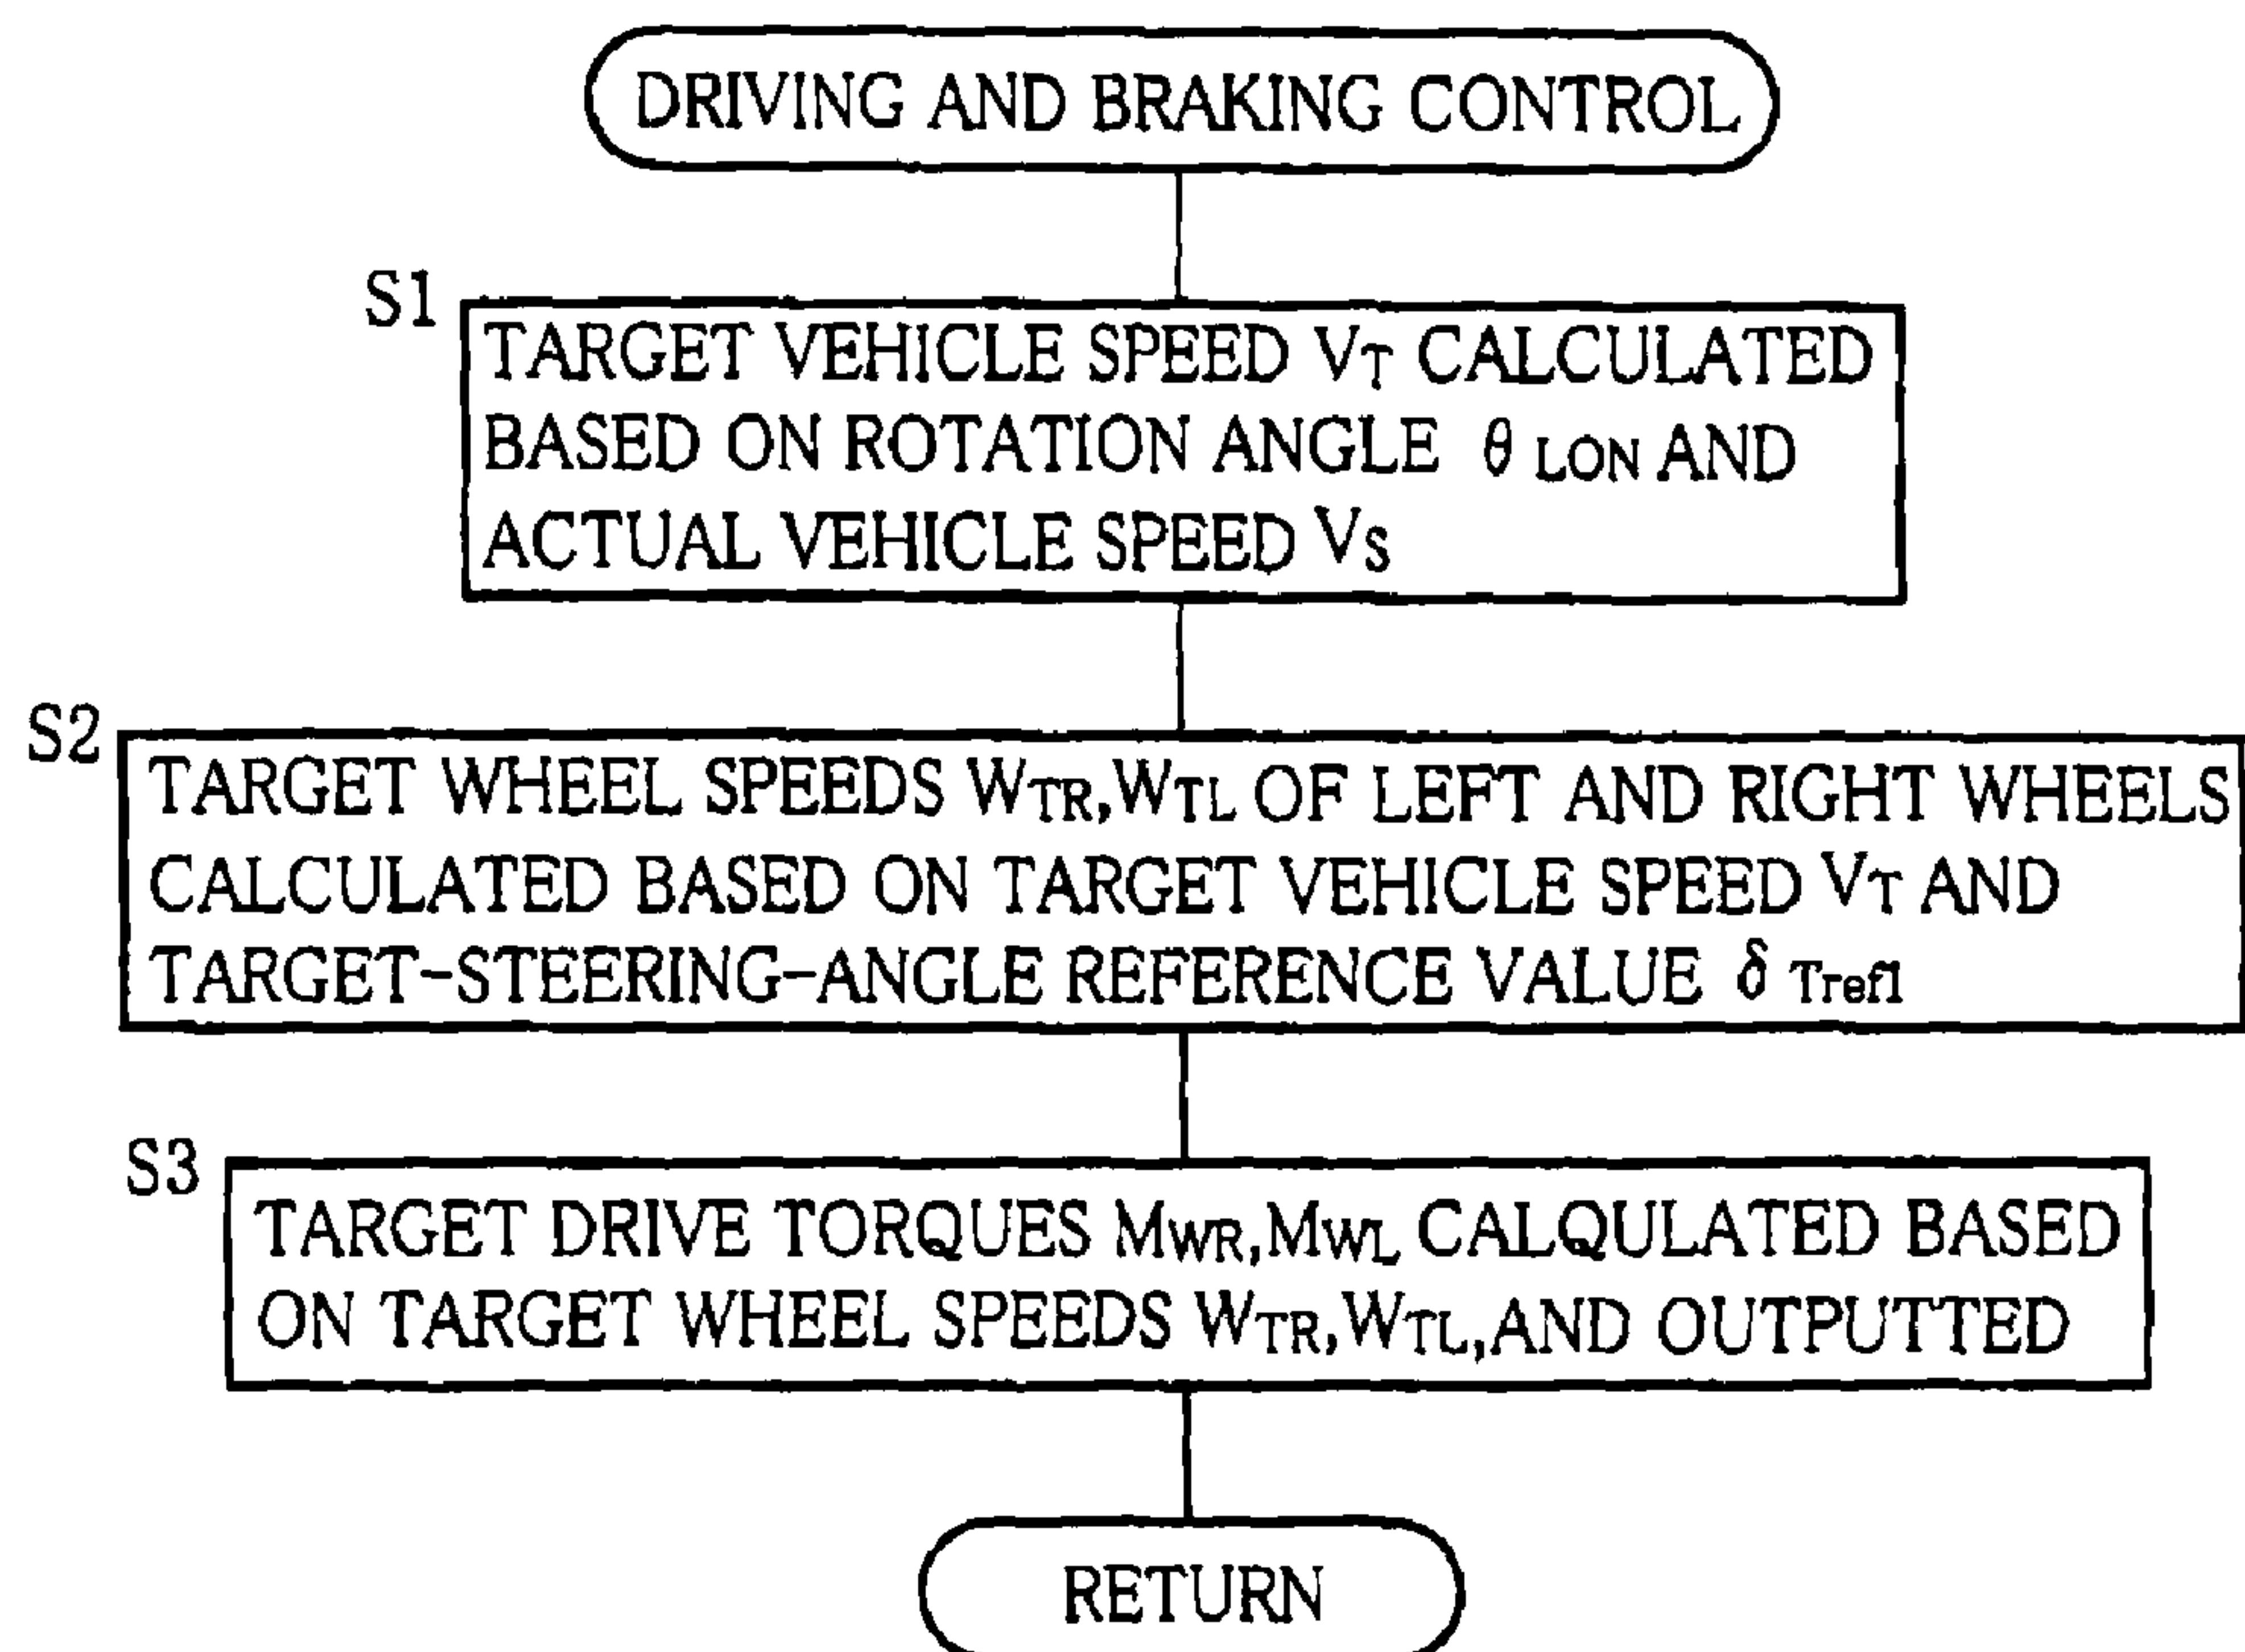 DRIVING AND BRAKING CONTROL
S1
TARGET VEHICLE SPEED VT CALCULATED
BASED ON ROTATION ANGLE θ LON AND
ACTUAL VEHICLE SPEED VS
S2
TARGET WHEEL SPEEDS WTR,WTL OF LEFT AND RIGHT WHEELS
CALCULATED BASED ON TARGET VEHICLE SPEED VT AND
TARGET-STEERING-ANGLE REFERENCE VALUE δ Tref1
S3
TARGET DRIVE TORQUES MWR,MWL CALQULATED BASED
ON TARGET WHEEL SPEEDS WTR,WTL,AND OUTPUTTED
RETURN